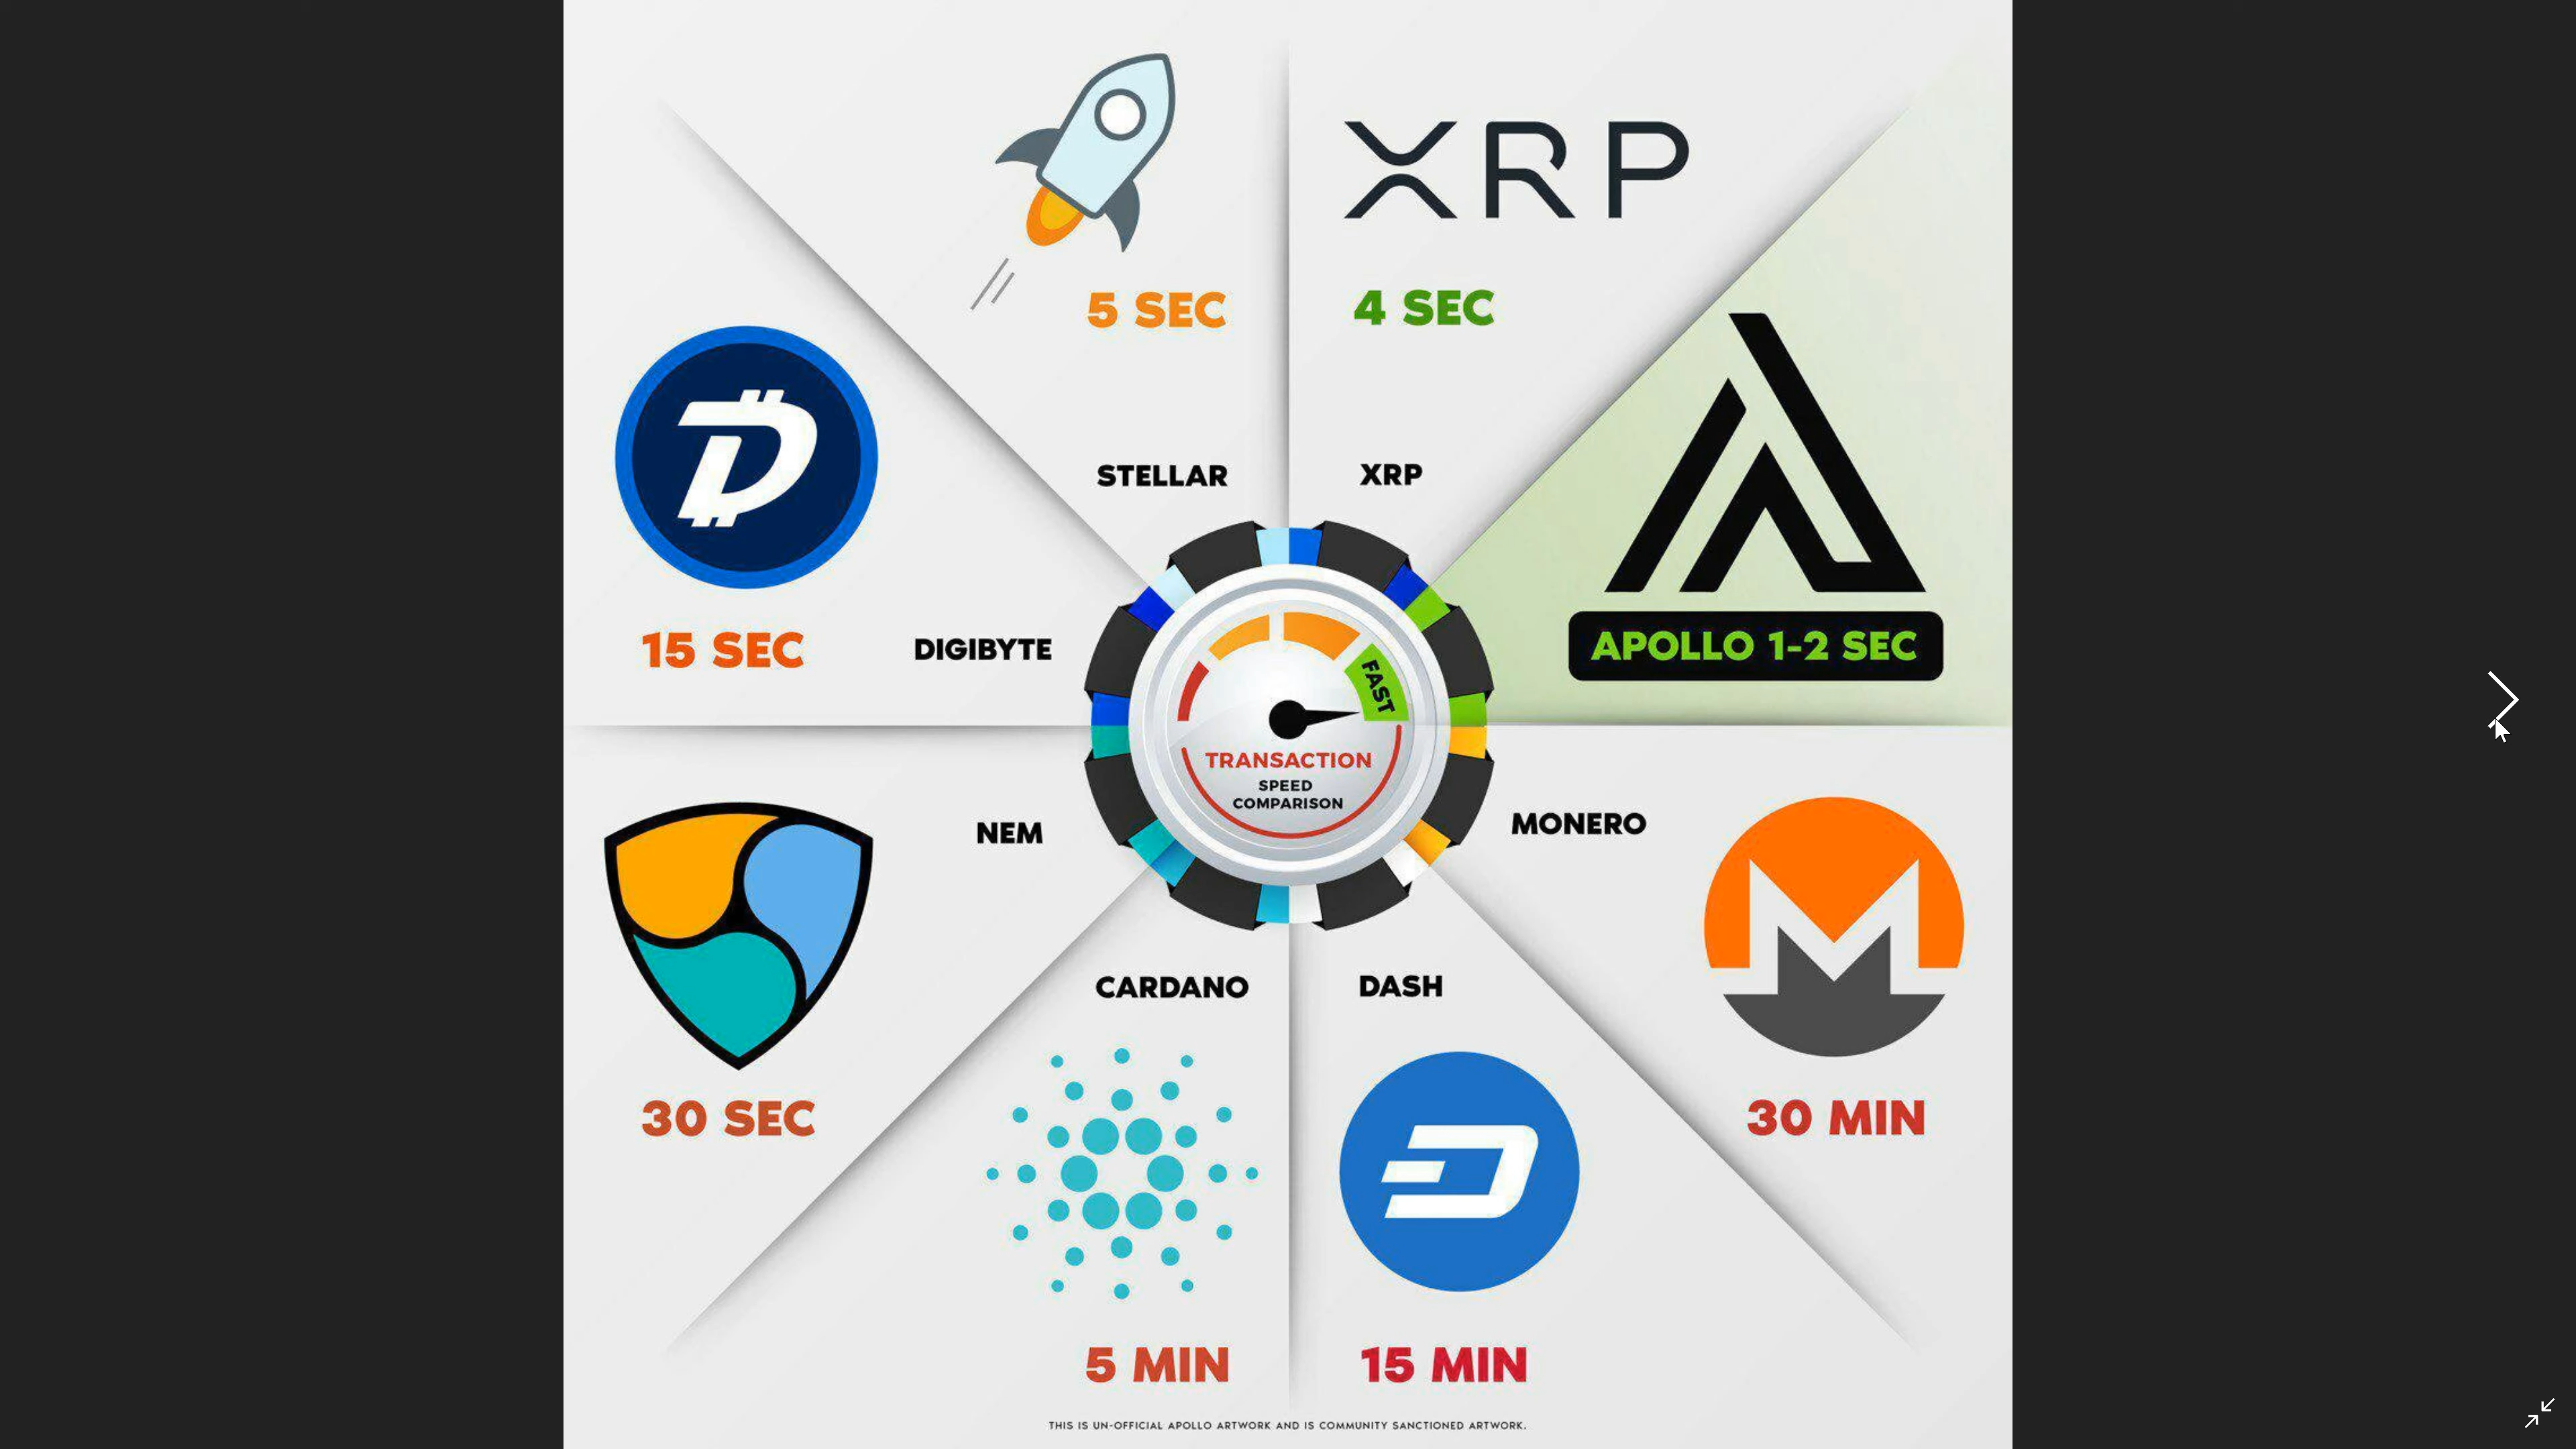 XRP
5 SEC
4 SEC
STELLAR
XRP
APOLLO 1-2 SEC
15 SEC
DIGIBYTE
FAST
TRANSACTION
SPEED
COMPARISON
NEM
MONERO
30 SEC
30 MIN
CARDANO
DASH
5 MIN
15 MIN
THIS IS UN-OFFICIAL APOLLO ARTWORK AND IS COMMUNITY SANCTIONED ARTWORK.